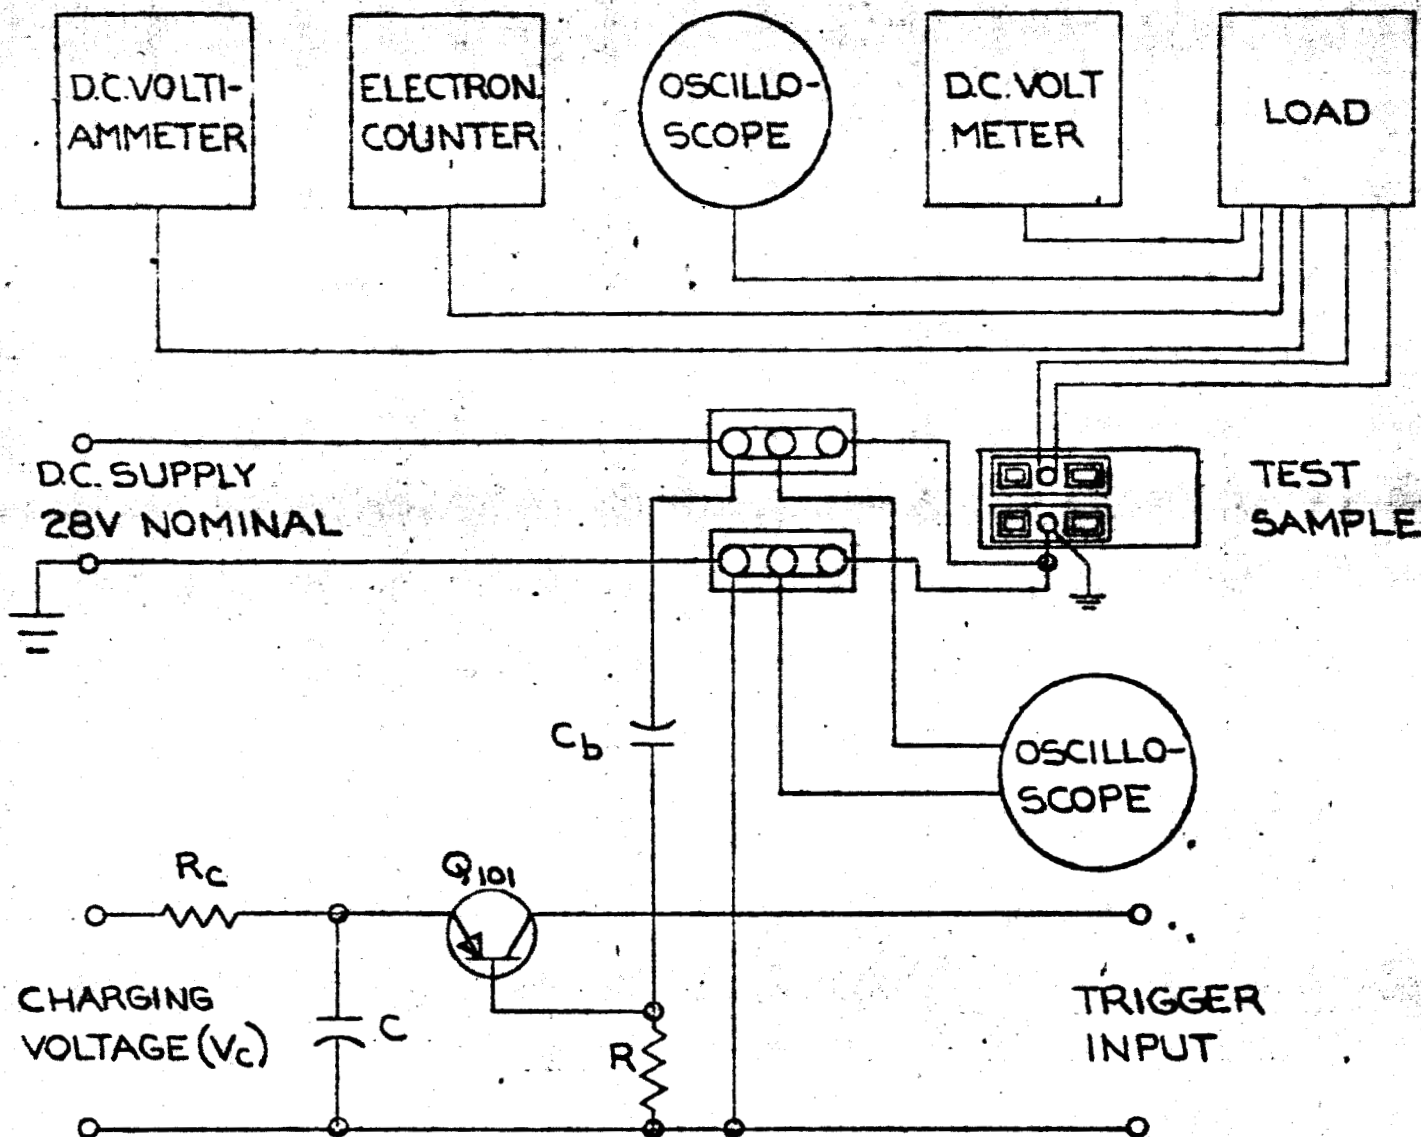 D.C. VOLTI-
AMMETER
ELECTRON.
COUNTER
OSCILLO-
SCOPE
D.C. VOLT
METER
LOAD
D.C. SUPPLY
28V NOMINAL
TEST
SAMPLE
Cb
OSCILLO-
SCOPE
Rc
Q101
CHARGING
VOLTAGE (Vc)
C
R
TRIGGER
INPUT